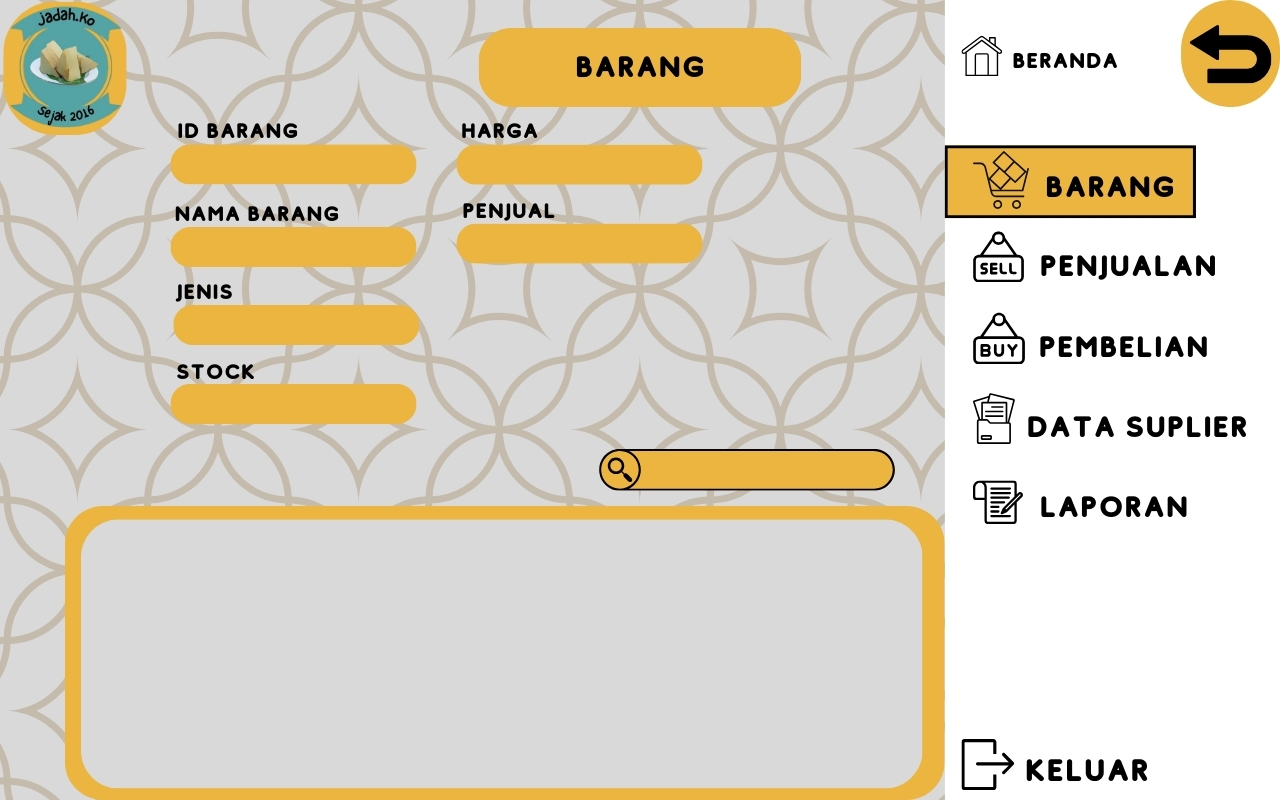 Jadah.Ko
Sejak 2016
BARANG
ID BARANG
HARGA
NAMA BARANG
PENJUAL
JENIS
STOCK
BERANDA
BARANG
SELL
PENJUALAN
BUY
PEMBELIAN
DATA SUPLIER
LAPORAN
KELUAR